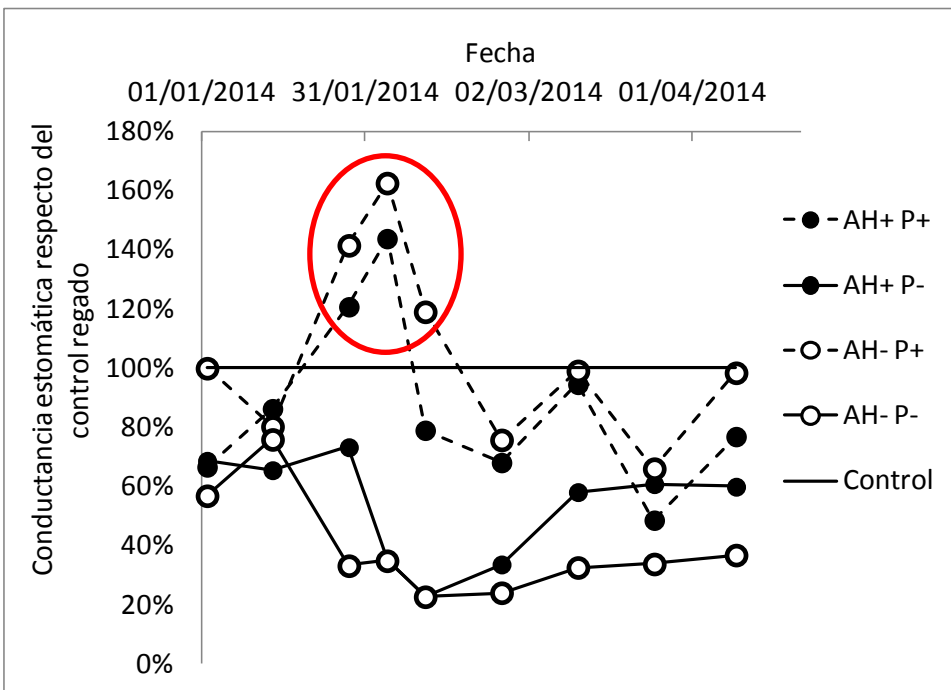 Fecha
01/01/2014 31/01/2014 02/03/2014 01/04/2014
Conductancia estomática respecto del
control regado
180%
160%
140%
120%
100%
80%
60%
40%
20%
0%
AH+ P+
AH+ P-
AH- P+
AH- P-
Control